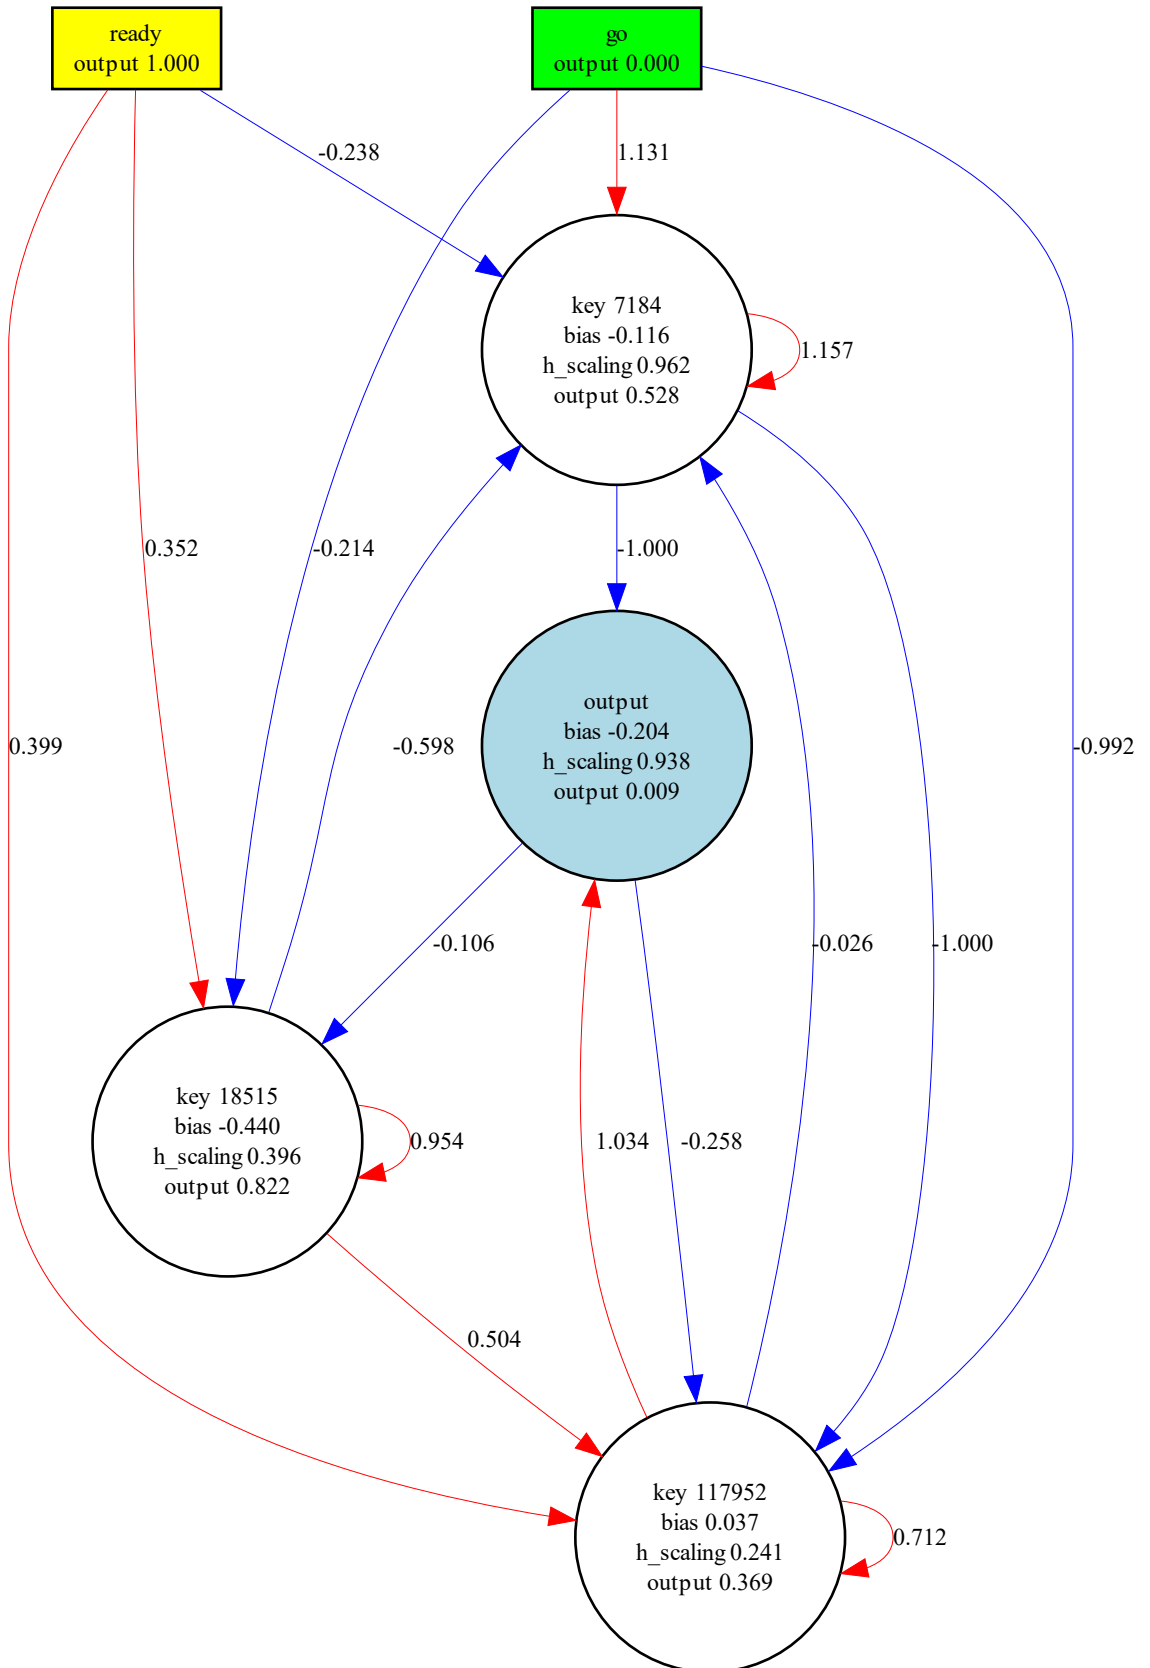 ready
output 1.000
go
output 0.000
-0.238
1.131
key 7184
bias -0.116
h_scaling 0.962
output 0.528
1.157
0.352
-0.214
-1.000
output
bias -0.204
h_scaling 0.938
output 0.009
0.399
-0.598
-0.992
-0.106
-0.026
-1.000
key 18515
bias -0.440
h_scaling 0.396
output 0.822
0.954
1.034
-0.258
0.504
key 117952
bias 0.037
h_scaling 0.241
output 0.369
0.712